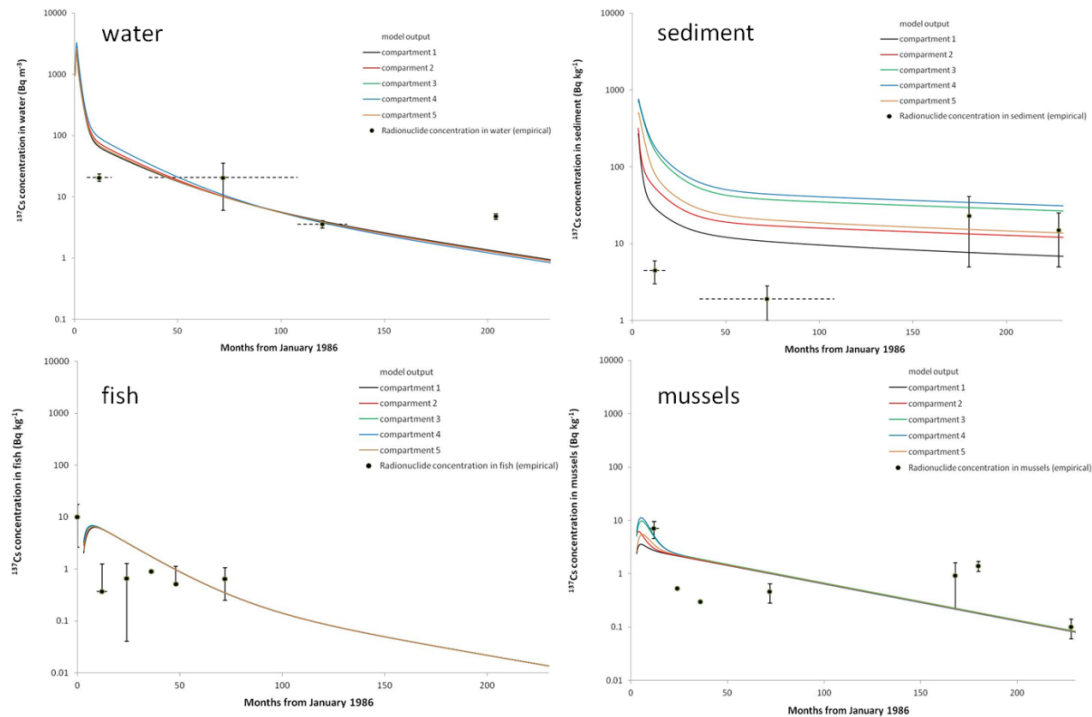 water
model output
compartment 1
comparment 2
compartment 3
compartment 4
compartment 5
Radionuclide concentration in water (empirical)
¹³⁷Cs concentration in water (Bq m⁻³)
10000
1000
100
10
1
0.1
0
50
100
150
200
Months from January 1986
sediment
model output
compartment 1
compartment 2
compartment 3
compartment 4
compartment 5
Radionuclide concentration in sediment (empirical)
¹³⁷Cs concentration in sediment (Bq kg⁻¹)
10000
1000
100
10
1
0
50
100
150
200
Months from January 1986
fish
model output
compartment 1
comparment 2
compartment 3
compartment 4
compartment 5
Radionuclide concentration in fish (empirical)
¹³⁷Cs concentration in fish (Bq kg⁻¹)
10000
1000
100
10
1
0.1
0.01
0
50
100
150
200
Months from January 1986
mussels
model output
compartment 1
comparment 2
compartment 3
compartment 4
compartment 5
Radionuclide concentration in mussels (empirical)
¹³⁷Cs concentration in mussels (Bq kg⁻¹)
10000
1000
100
10
1
0.1
0.01
0
50
100
150
200
Months from January 1986